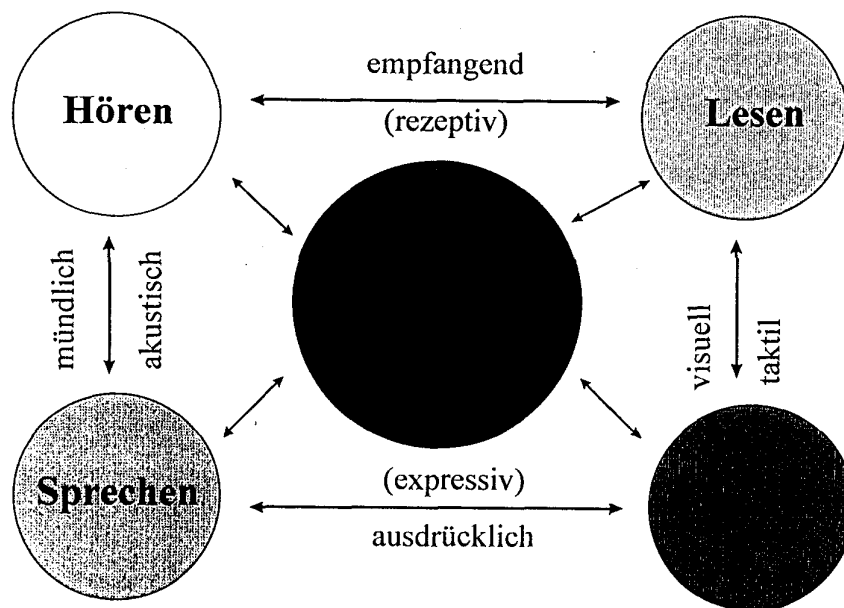 empfangend
Hören
Lesen
(rezeptiv)
mündlich
akustisch
visuell
taktil
Sprechen
(expressiv)
ausdrücklich